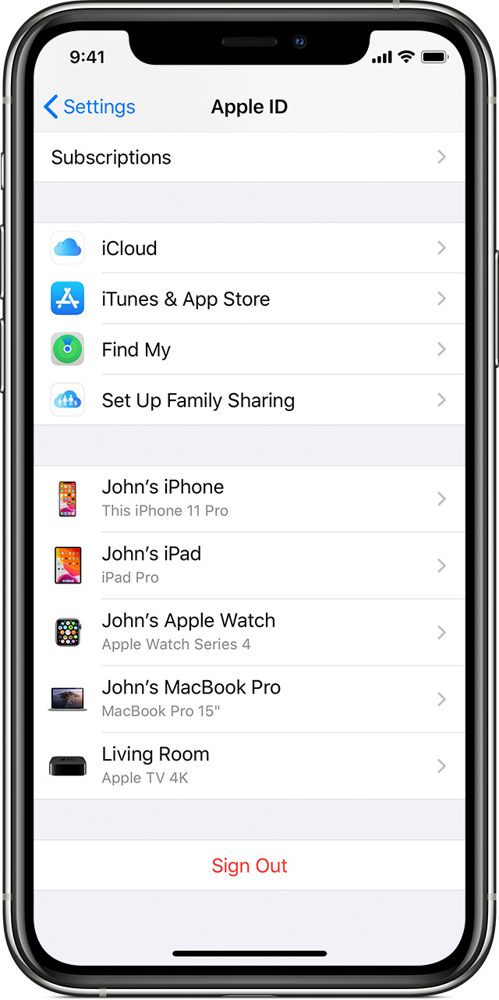 9:41
Settings
Apple ID
Subscriptions
iCloud
iTunes & App Store
Find My
Set Up Family Sharing
John’s iPhone
This iPhone 11 Pro
John’s iPad
iPad Pro
John’s Apple Watch
Apple Watch Series 4
John’s MacBook Pro
MacBook Pro 15"
Living Room
Apple TV 4K
Sign Out